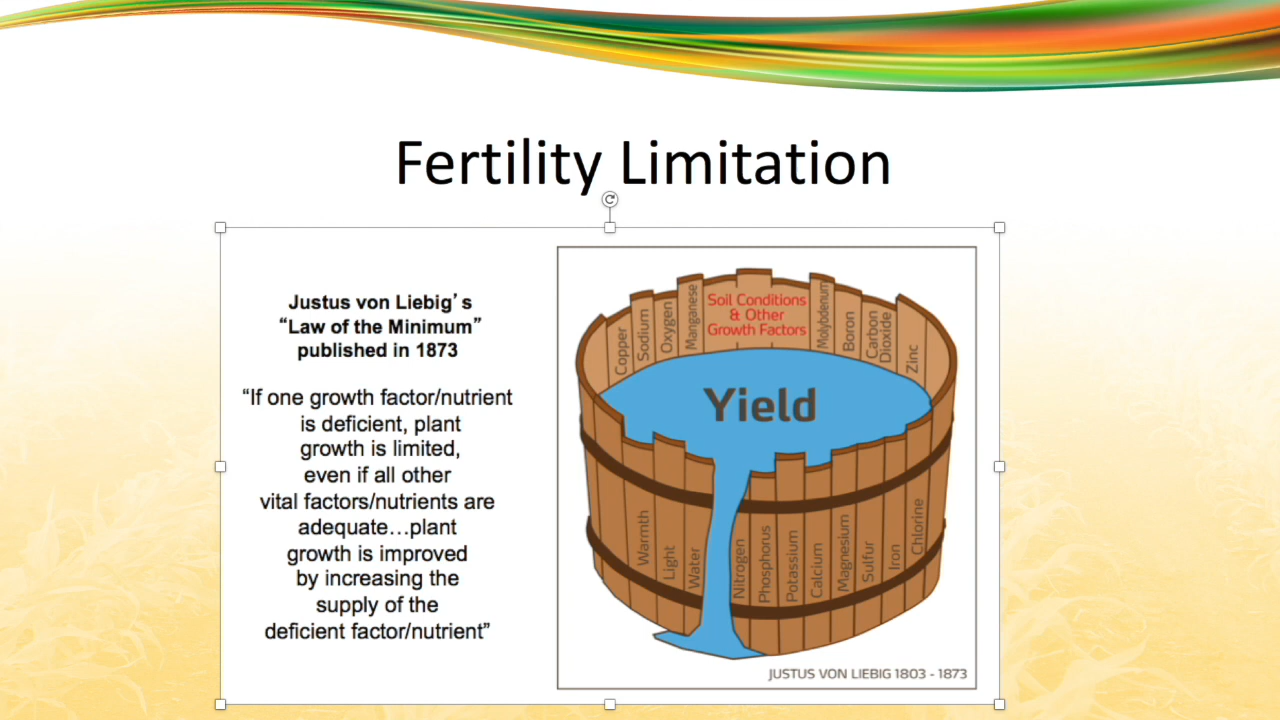 Fertility Limitation
Justus von Liebig’s
“Law of the Minimum”
published in 1873
“If one growth factor/nutrient
is deficient, plant
growth is limited,
even if all other
vital factors/nutrients are
adequate…plant
growth is improved
by increasing the
supply of the
deficient factor/nutrient”
Copper
Sodium
Oxygen
Manganese
Soil Conditions
& Other
Growth Factors
Molybdenum
Boron
Carbon
Dioxide
Zinc
Yield
Warmth
Light
Water
Nitrogen
Phosphorus
Potassium
Calcium
Magnesium
Sulfur
Iron
Chlorine
JUSTUS VON LIEBIG 1803 - 1873